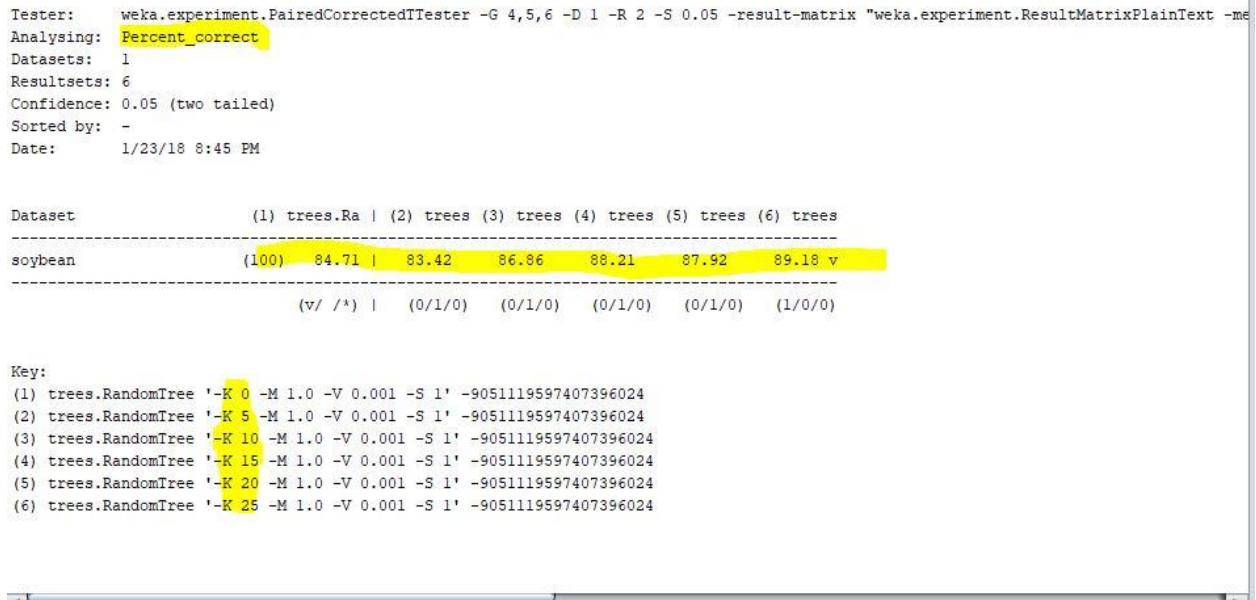 Tester: weka.experiment.PairedCorrectedTTester -G 4,5,6 -D 1 -R 2 -S 0.05 -result-matrix "weka.experiment.ResultMatrixPlainText -me
Analysing: Percent_correct
Datasets: 1
Resultsets: 6
Confidence: 0.05 (two tailed)
Sorted by: -
Date: 1/23/18 8:45 PM
Dataset (1) trees.Ra | (2) trees (3) trees (4) trees (5) trees (6) trees
------------------------------------------------------------------------------------------
soybean (100) 84.71 | 83.42 86.86 88.21 87.92 89.18 v
------------------------------------------------------------------------------------------
(v/ /*) | (0/1/0) (0/1/0) (0/1/0) (0/1/0) (1/0/0)
Key:
(1) trees.RandomTree '-K 0 -M 1.0 -V 0.001 -S 1' -9051119597407396024
(2) trees.RandomTree '-K 5 -M 1.0 -V 0.001 -S 1' -9051119597407396024
(3) trees.RandomTree '-K 10 -M 1.0 -V 0.001 -S 1' -9051119597407396024
(4) trees.RandomTree '-K 15 -M 1.0 -V 0.001 -S 1' -9051119597407396024
(5) trees.RandomTree '-K 20 -M 1.0 -V 0.001 -S 1' -9051119597407396024
(6) trees.RandomTree '-K 25 -M 1.0 -V 0.001 -S 1' -9051119597407396024